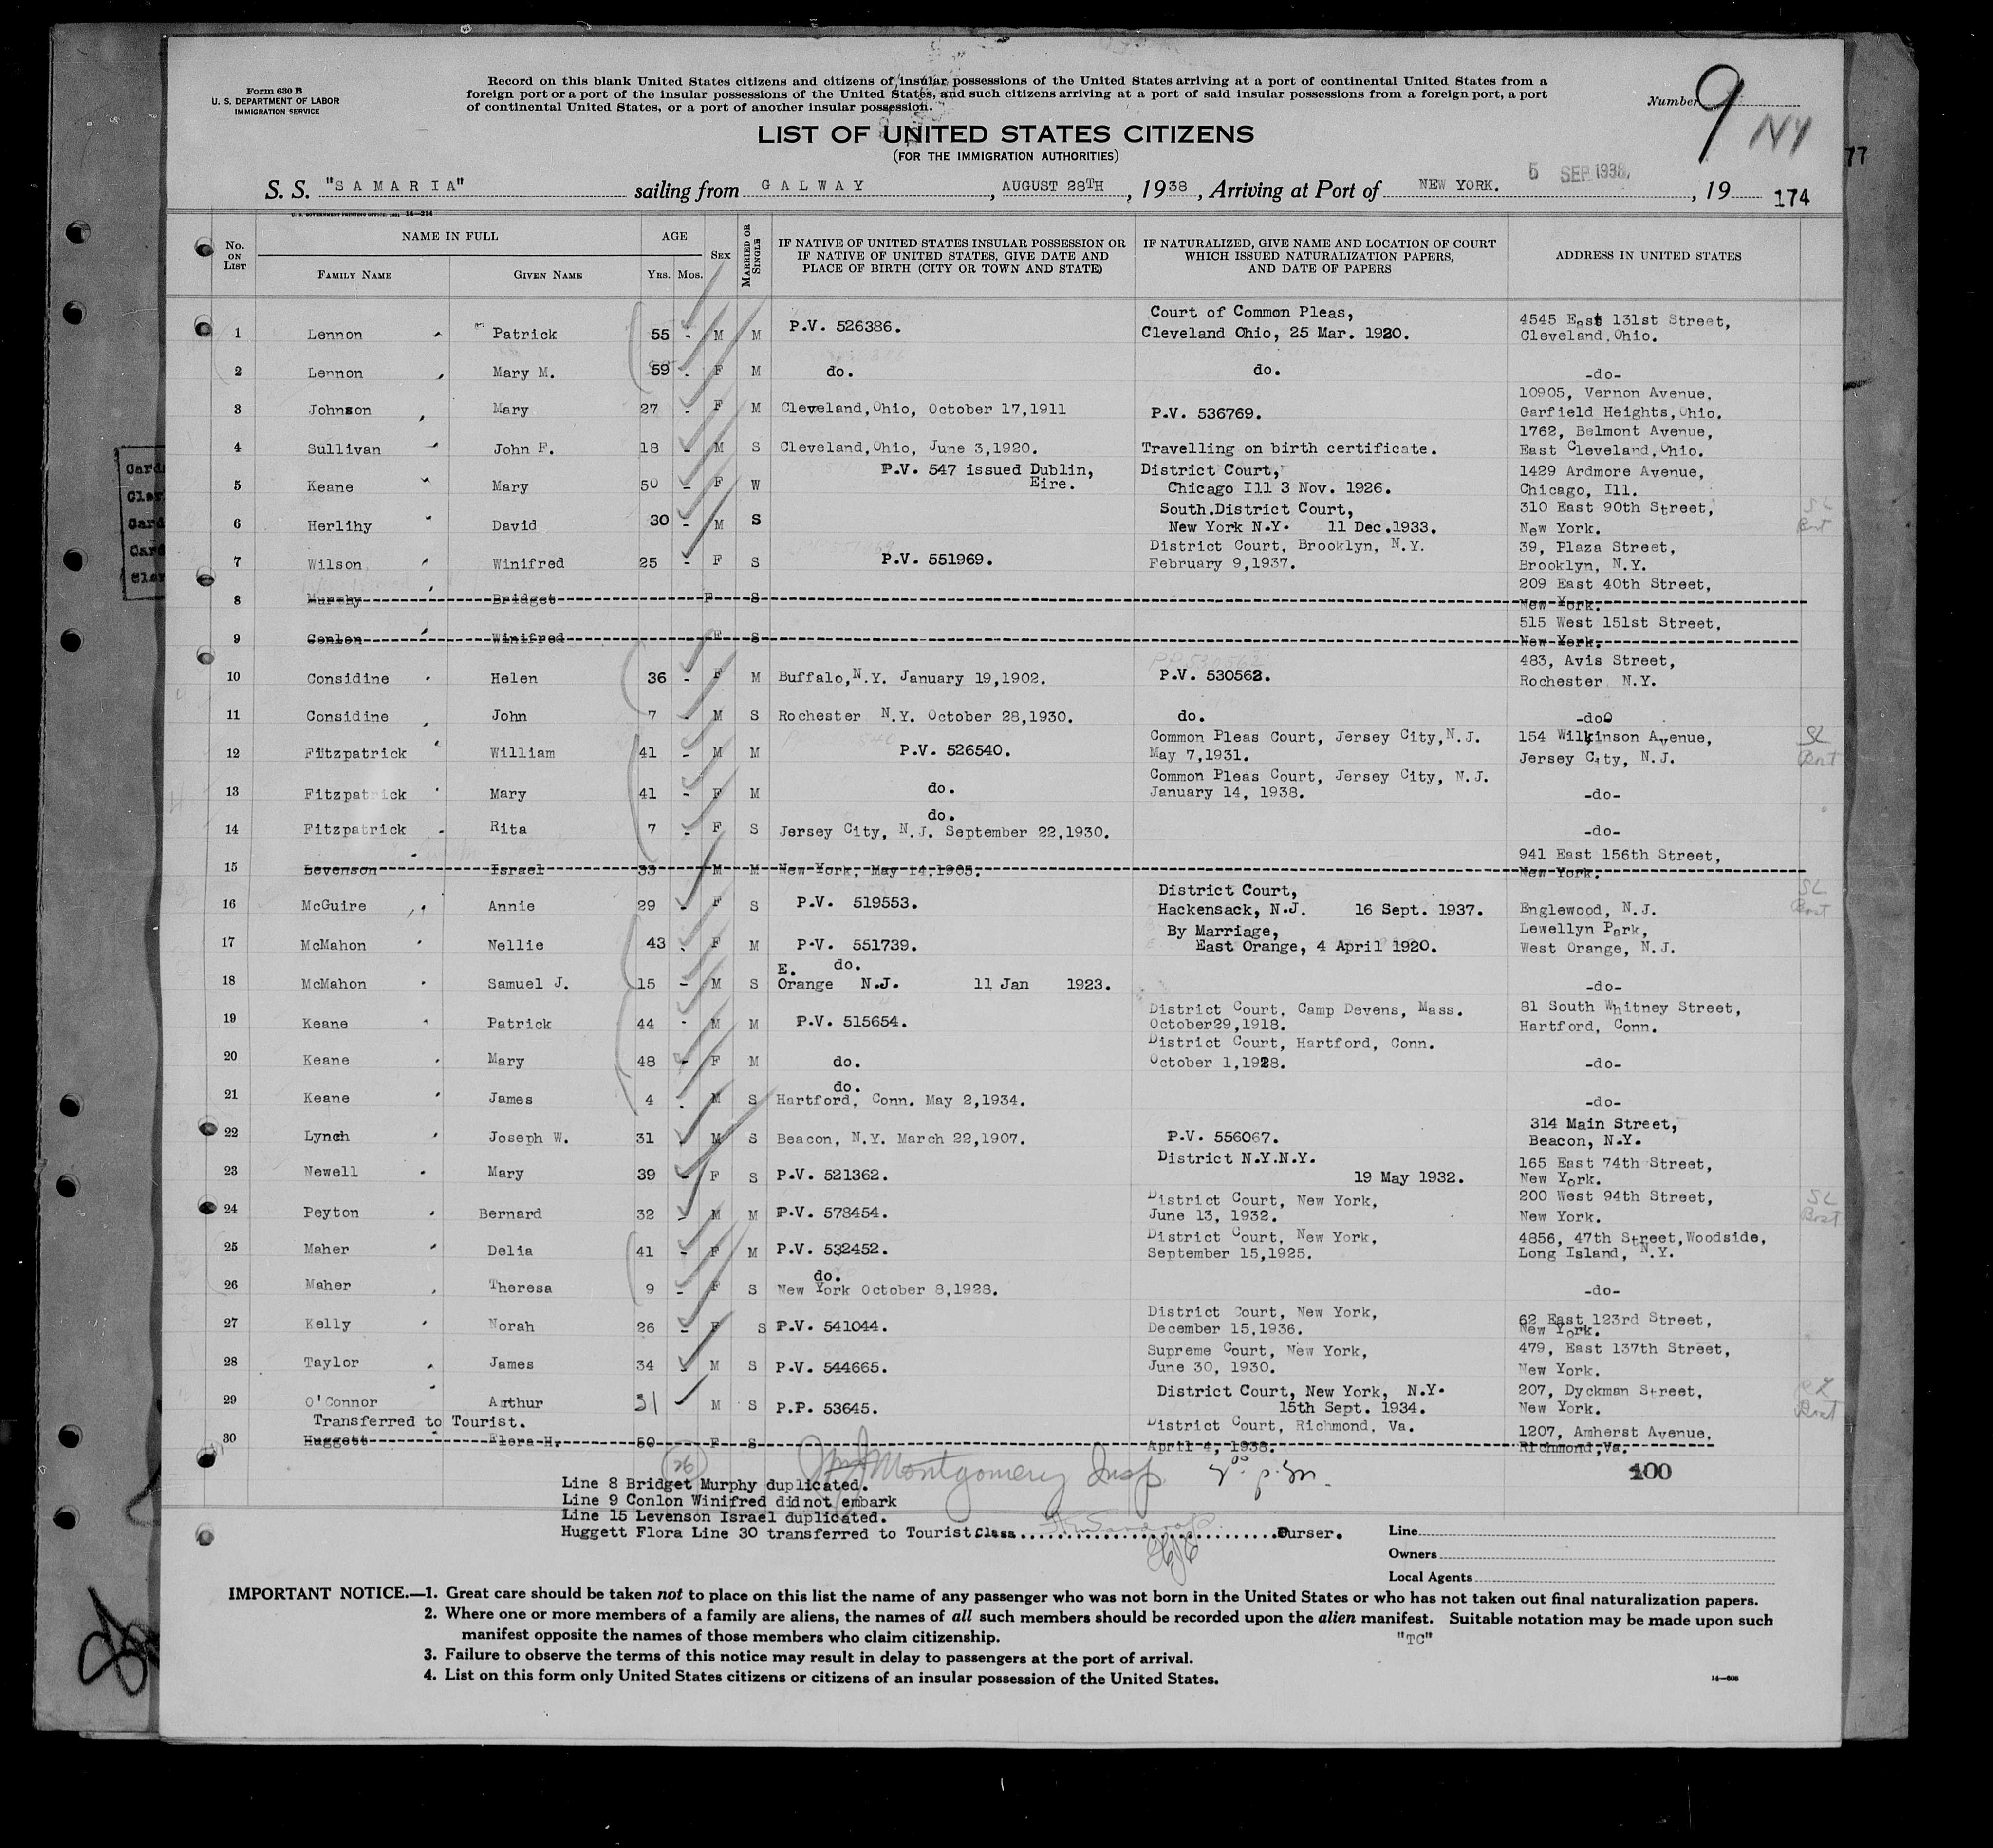 Form 630 B
U. S. DEPARTMENT OF LABOR
IMMIGRATION SERVICE
Record on this blank United States citizens and citizens of insular possessions of the United States arriving at a port of continental United States from a
foreign port or a port of the insular possessions of the United States, and such citizens arriving at a port of said insular possessions from a foreign port, a port
of continental United States, or a port of another insular possession.
Number 9 NY
77
LIST OF UNITED STATES CITIZENS
(FOR THE IMMIGRATION AUTHORITIES)
S. S. "SAMARIA" sailing from GALWAY, AUGUST 28TH, 1938, Arriving at Port of NEW YORK. 5 SEP 1938, 19 174
U. S. GOVERNMENT PRINTING OFFICE: 1931 14—214
No. ON LIST NAME IN FULL FAMILY NAME GIVEN NAME AGE YRS. MOS. SEX MARRIED OR SINGLE IF NATIVE OF UNITED STATES INSULAR POSSESSION OR IF NATIVE OF UNITED STATES, GIVE DATE AND PLACE OF BIRTH (CITY OR TOWN AND STATE) IF NATURALIZED, GIVE NAME AND LOCATION OF COURT WHICH ISSUED NATURALIZATION PAPERS, AND DATE OF PAPERS ADDRESS IN UNITED STATES
1 Lennon Patrick 55 - M M P.V. 526386. Court of Common Pleas, Cleveland Ohio, 25 Mar. 1920. 4545 East 131st Street, Cleveland, Ohio.
2 Lennon Mary M. 59 - F M do. do. -do-
3 Johnson Mary 27 - F M Cleveland, Ohio, October 17,1911 P.V. 536769. 10905, Vernon Avenue, Garfield Heights, Ohio.
4 Sullivan John F. 18 - M S Cleveland, Ohio, June 3,1920. Travelling on birth certificate. 1762, Belmont Avenue, East Cleveland, Ohio.
5 Keane Mary 50 - F W P.V. 547 issued Dublin, Eire. District Court, Chicago Ill 3 Nov. 1926. 1429 Ardmore Avenue, Chicago, Ill.
6 Herlihy David 30 - M S South.District Court, New York N.Y. 11 Dec.1933. 310 East 90th Street, New York.
7 Wilson Winifred 25 - F S P.V. 551969. District Court, Brooklyn, N.Y. February 9,1937. 39, Plaza Street, Brooklyn, N.Y.
8 Murphy Bridget F S 209 East 40th Street, New York.
9 Conlon Winifred F S 515 West 151st Street, New York.
10 Considine Helen 36 - F M Buffalo, N.Y. January 19,1902. P.V. 530562. 483, Avis Street, Rochester N.Y.
11 Considine John 7 - M S Rochester N.Y. October 28,1930. do. -do-
12 Fitzpatrick William 41 - M M P.V. 526540. Common Pleas Court, Jersey City, N.J. May 7,1931. 154 Wilkinson Avenue, Jersey City, N.J.
13 Fitzpatrick Mary 41 - F M do. Common Pleas Court, Jersey City, N.J. January 14, 1938. -do-
14 Fitzpatrick Rita 7 - F S do. Jersey City, N.J. September 22,1930. -do-
15 Levenson Israel 33 M M New York, May 14,1905. 941 East 156th Street, New York.
16 McGuire Annie 29 - F S P.V. 519553. District Court, Hackensack, N.J. 16 Sept. 1937. Englewood, N.J.
17 McMahon Nellie 43 - F M P.V. 551739. By Marriage, East Orange, 4 April 1920. Lewellyn Park, West Orange, N.J.
18 McMahon Samuel J. 15 - M S do. E. Orange N.J. 11 Jan 1923. -do-
19 Keane Patrick 44 - M M P.V. 515654. District Court, Camp Devens, Mass. October29,1918. 81 South Whitney Street, Hartford, Conn.
20 Keane Mary 48 - F M do. District Court, Hartford, Conn. October 1,1928. -do-
21 Keane James 4 - M S do. Hartford, Conn. May 2,1934. -do-
22 Lynch Joseph W. 31 - M S Beacon, N.Y. March 22,1907. P.V. 556067. 314 Main Street, Beacon, N.Y.
23 Newell Mary 39 - F S P.V. 521362. District N.Y.N.Y. 19 May 1932. 165 East 74th Street, New York.
24 Peyton Bernard 32 - M M P.V. 578454. District Court, New York, June 13, 1932. 200 West 94th Street, New York.
25 Maher Delia 41 - F M P.V. 532452. District Court, New York, September 15,1925. 4856, 47th Street, Woodside, Long Island, N.Y.
26 Maher Theresa 9 - F S do. New York October 8,1928. -do-
27 Kelly Norah 26 - F S P.V. 541044. District Court, New York, December 15,1936. 62 East 123rd Street, New York.
28 Taylor James 34 - M S P.V. 544665. Supreme Court, New York, June 30, 1930. 479, East 137th Street, New York.
29 O'Connor Arthur 31 M S P.P. 53645. District Court, New York, N.Y. 15th Sept. 1934. 207, Dyckman Street, New York.
Transferred to Tourist.
30 Huggett Flora H. 50 F S District Court, Richmond, Va. April 4, 1938. 1207, Amherst Avenue, Richmond, Va.
26 Montgomery Insp
100
Line 8 Bridget Murphy duplicated.
Line 9 Conlon Winifred did not embark
Line 15 Levenson Israel duplicated.
Huggett Flora Line 30 transferred to Tourist Class Purser.
Line
Owners
Local Agents
IMPORTANT NOTICE.—1. Great care should be taken not to place on this list the name of any passenger who was not born in the United States or who has not taken out final naturalization papers.
2. Where one or more members of a family are aliens, the names of all such members should be recorded upon the alien manifest. Suitable notation may be made upon such
manifest opposite the names of those members who claim citizenship.
"TC"
3. Failure to observe the terms of this notice may result in delay to passengers at the port of arrival.
4. List on this form only United States citizens or citizens of an insular possession of the United States.
14—608